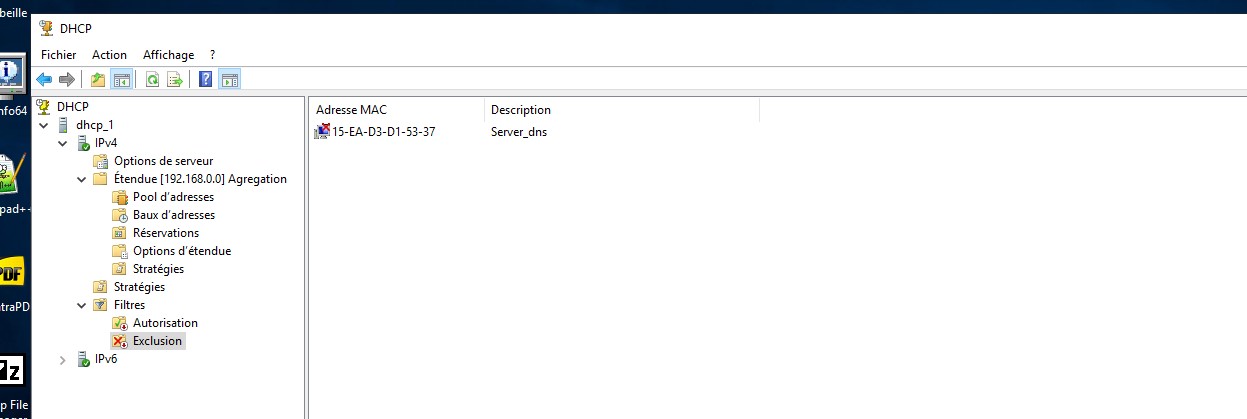 beille
DHCP
Fichier Action Affichage ?
nfo64
DHCP
dhcp_1
IPv4
Options de serveur
Étendue [192.168.0.0] Agregation
Pool d'adresses
Baux d'adresses
Réservations
Options d'étendue
Stratégies
Stratégies
Filtres
Autorisation
Exclusion
IPv6
Adresse MAC Description
15-EA-D3-D1-53-37 Server_dns
pad+
PDF
traPD
z
p File